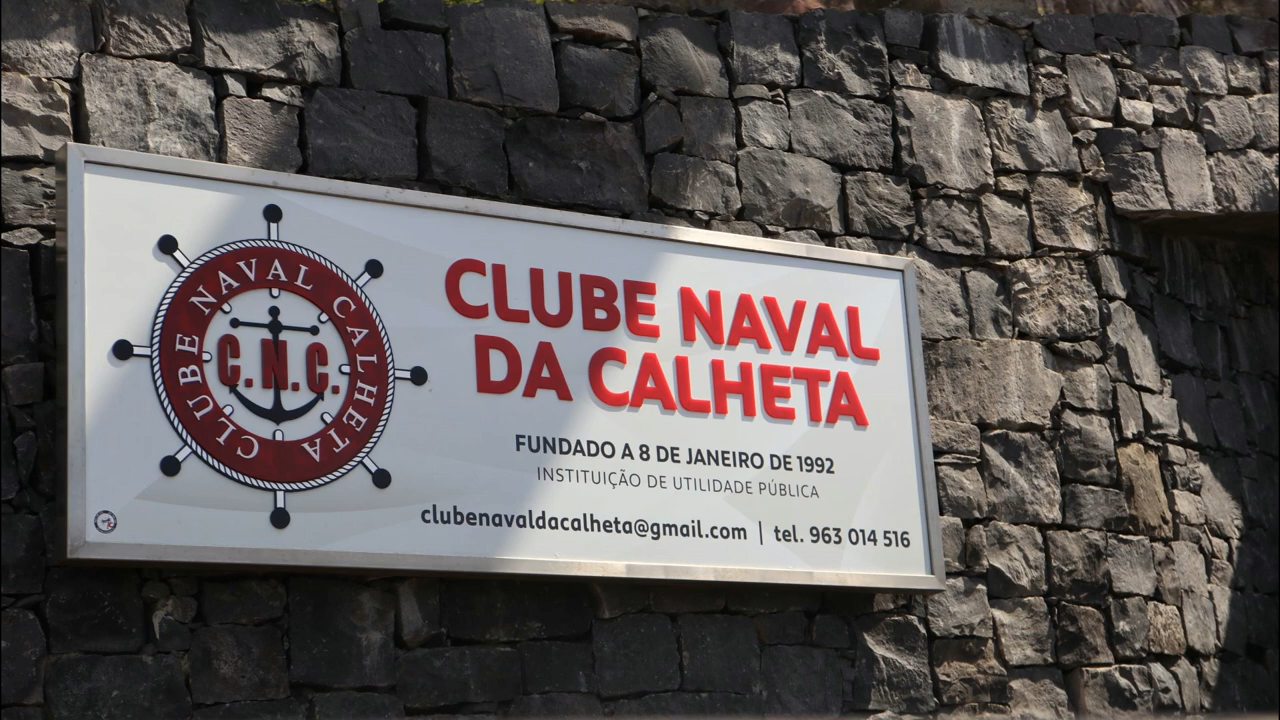 CLUBE NAVAL CALHETA
C.N.C.
CLUBE NAVAL
DA CALHETA
FUNDADO A 8 DE JANEIRO DE 1992
INSTITUIÇÃO DE UTILIDADE PÚBLICA
clubenavaldacalheta@gmail.com | tel. 963 014 516